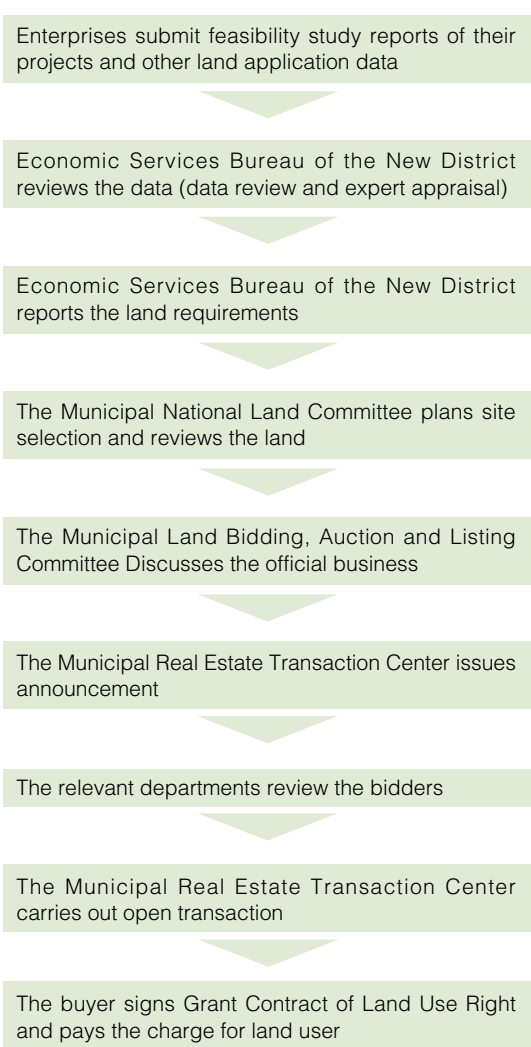 Enterprises submit feasibility study reports of their
projects and other land application data
Economic Services Bureau of the New District
reviews the data (data review and expert appraisal)
Economic Services Bureau of the New District
reports the land requirements
The Municipal National Land Committee plans site
selection and reviews the land
The Municipal Land Bidding, Auction and Listing
Committee Discusses the official business
The Municipal Real Estate Transaction Center issues
announcement
The relevant departments review the bidders
The Municipal Real Estate Transaction Center
carries out open transaction
The buyer signs Grant Contract of Land Use Right
and pays the charge for land user